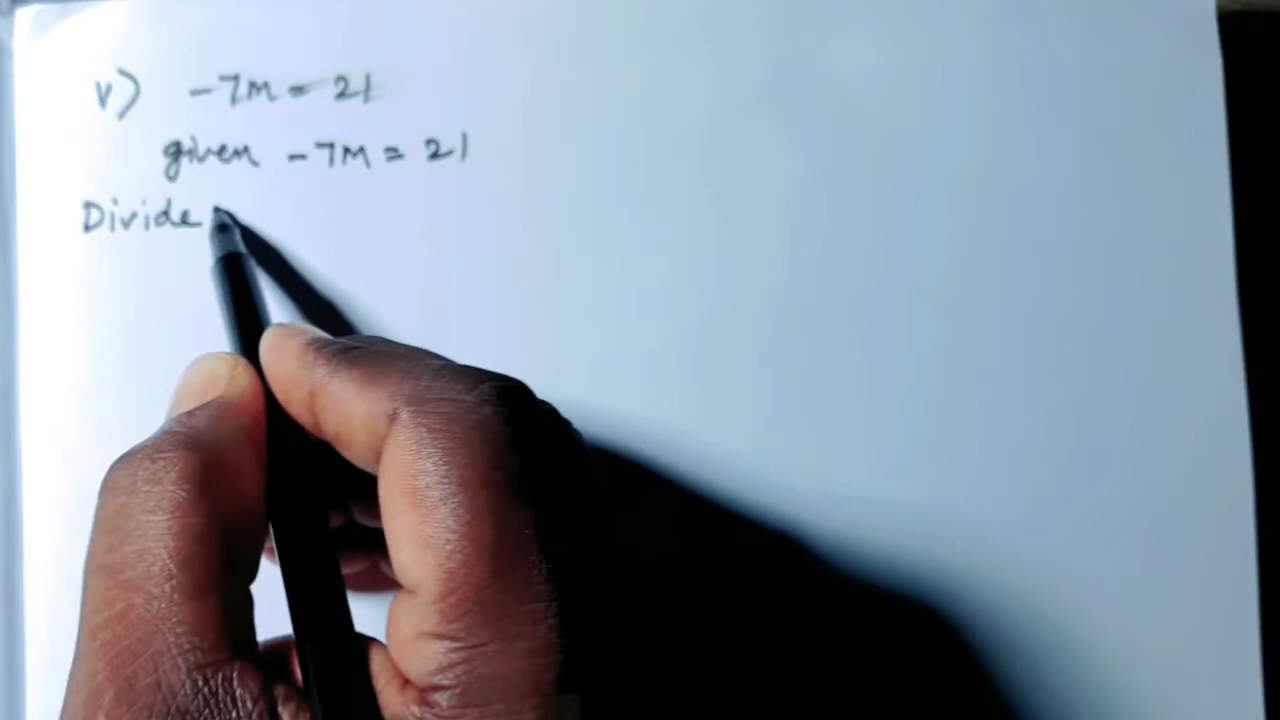 v) -7m = 21
given -7m = 21
Divide